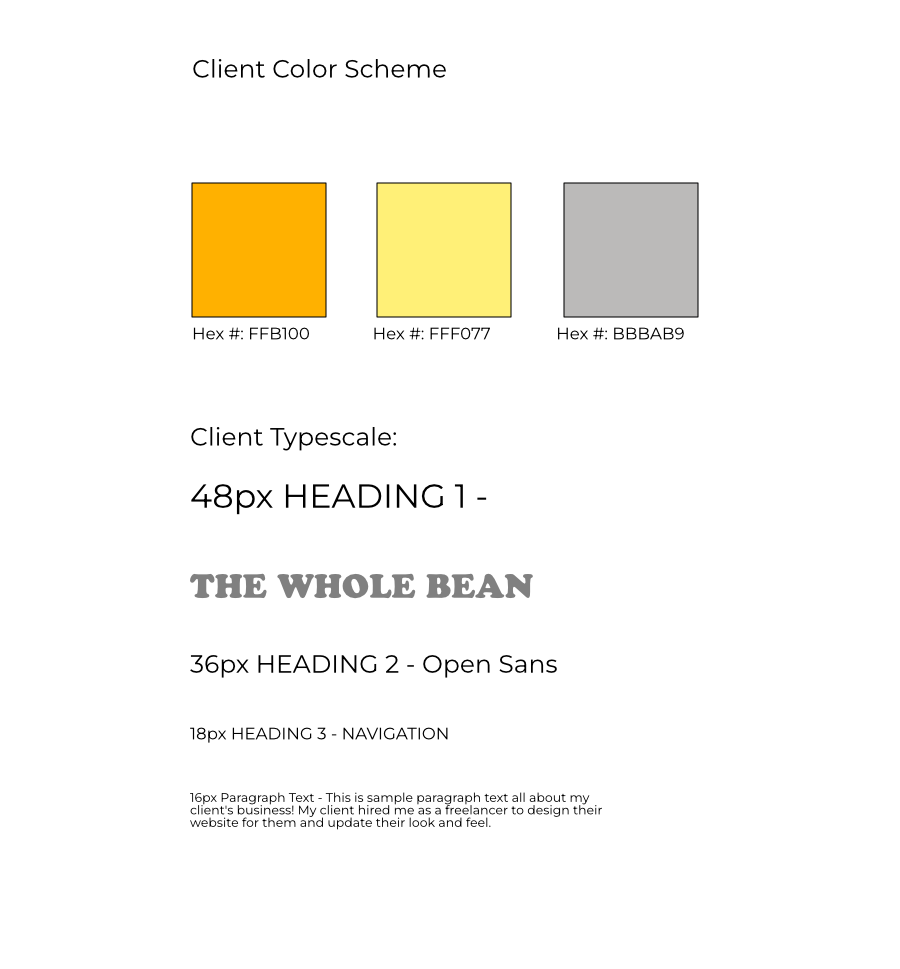 Client Color Scheme
Hex #: FFB100
Hex #: FFF077
Hex #: BBBAB9
Client Typescale:
48px HEADING 1 -
THE WHOLE BEAN
36px HEADING 2 - Open Sans
18px HEADING 3 - NAVIGATION
16px Paragraph Text - This is sample paragraph text all about my
client's business! My client hired me as a freelancer to design their
website for them and update their look and feel.